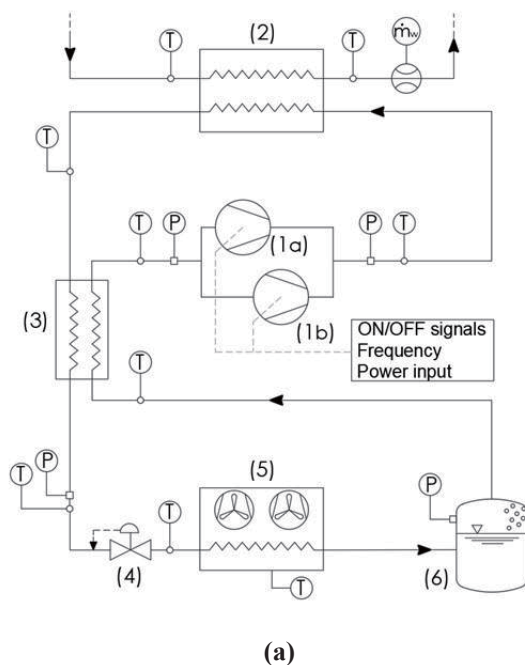 (2)
T
T
ṁw
T
T
P
(1a)
P
T
(3)
(1b)
ON/OFF signals
Frequency
Power input
T
T
P
(4)
T
(5)
T
P
(6)
(a)